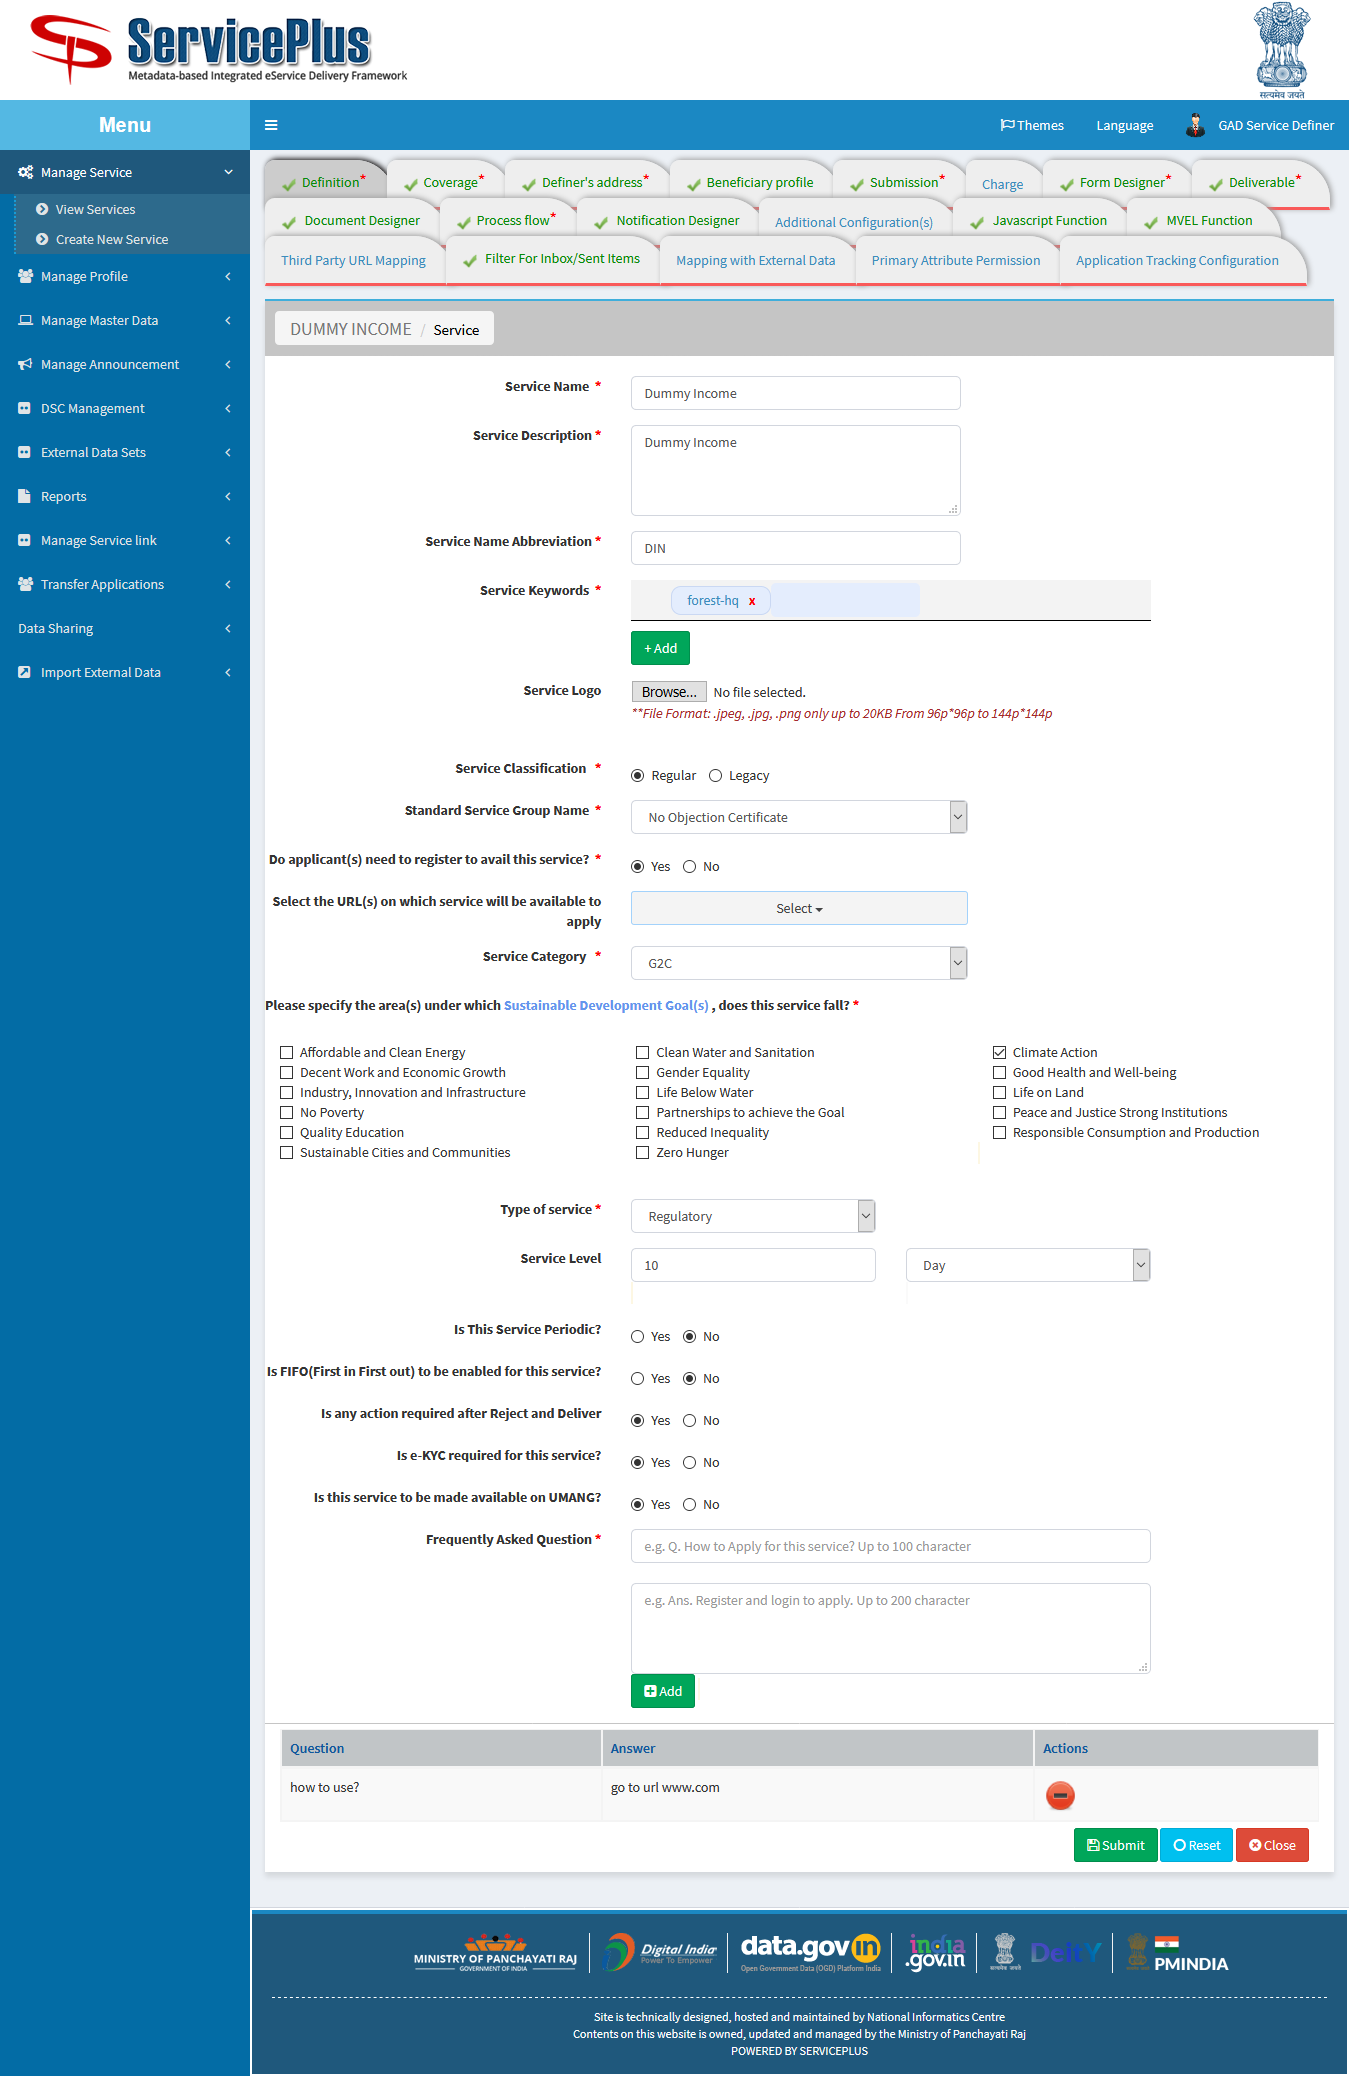 ServicePlus
Metadata-based Integrated eService Delivery Framework
सत्यमेव जयते
Menu
Themes
Language
GAD Service Definer
Manage Service
View Services
Create New Service
Manage Profile
Manage Master Data
Manage Announcement
DSC Management
External Data Sets
Reports
Manage Service link
Transfer Applications
Data Sharing
Import External Data
Definition*
Coverage*
Definer's address*
Beneficiary profile
Submission*
Charge
Form Designer*
Deliverable*
Document Designer
Process flow*
Notification Designer
Additional Configuration(s)
Javascript Function
MVEL Function
Third Party URL Mapping
Filter For Inbox/Sent Items
Mapping with External Data
Primary Attribute Permission
Application Tracking Configuration
DUMMY INCOME / Service
Service Name *
Dummy Income
Service Description *
Dummy Income
Service Name Abbreviation *
DIN
Service Keywords *
forest-hq x
+ Add
Service Logo
Browse... No file selected.
**File Format: .jpeg, .jpg, .png only up to 20KB From 96p*96p to 144p*144p
Service Classification *
Regular Legacy
Standard Service Group Name *
No Objection Certificate
Do applicant(s) need to register to avail this service? *
Yes No
Select the URL(s) on which service will be available to
apply
Select
Service Category *
G2C
Please specify the area(s) under which Sustainable Development Goal(s) , does this service fall? *
Affordable and Clean Energy
Clean Water and Sanitation
Climate Action
Decent Work and Economic Growth
Gender Equality
Good Health and Well-being
Industry, Innovation and Infrastructure
Life Below Water
Life on Land
No Poverty
Partnerships to achieve the Goal
Peace and Justice Strong Institutions
Quality Education
Reduced Inequality
Responsible Consumption and Production
Sustainable Cities and Communities
Zero Hunger
Type of service *
Regulatory
Service Level
10
Day
Is This Service Periodic?
Yes No
Is FIFO(First in First out) to be enabled for this service?
Yes No
Is any action required after Reject and Deliver
Yes No
Is e-KYC required for this service?
Yes No
Is this service to be made available on UMANG?
Yes No
Frequently Asked Question *
e.g. Q. How to Apply for this service? Up to 100 character
e.g. Ans. Register and login to apply. Up to 200 character
Add
Question
Answer
Actions
how to use?
go to url www.com
Submit
Reset
Close
MINISTRY OF PANCHAYATI RAJ
GOVERNMENT OF INDIA
Digital India
Power To Empower
data.gov in
Open Government Data (OGD) Platform India
india
.gov.in
सत्यमेव जयते
DeitY
PMINDIA
Site is technically designed, hosted and maintained by National Informatics Centre
Contents on this website is owned, updated and managed by the Ministry of Panchayati Raj
POWERED BY SERVICEPLUS